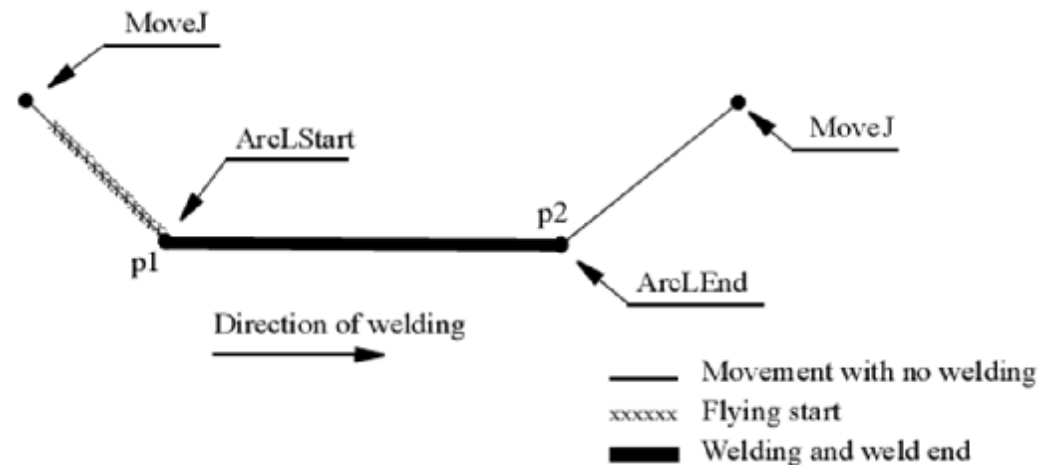 MoveJ
ArcLStart
MoveJ
p2
p1
ArcLEnd
Direction of welding
Movement with no welding
xxxxxx Flying start
Welding and weld end